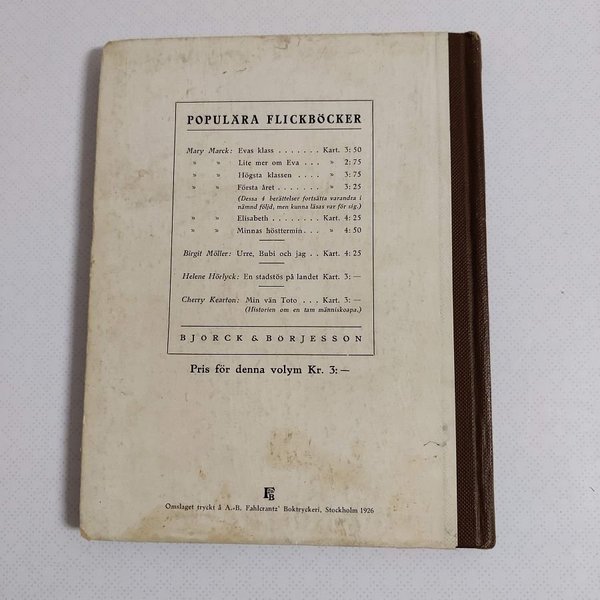 POPULÄRA FLICKBÖCKER
Mary Marck: Evas klass . . . . . . . Kart. 3: 50
» » Lite mer om Eva . . . » 2: 75
» » Högsta klassen . . . . » 3: 75
» » Första året . . . . . . » 3: 25
(Dessa 4 berättelser fortsätta varandra i
nämnd följd, men kunna läsas var för sig.)
» » Elisabeth . . . . . . . . Kart. 4: 25
» » Minnas hösttermin . . . » 4: 50
Birgit Möller: Urre, Bubi och jag . . Kart. 4: 25
Helene Hörlyck: En stadstös på landet Kart. 3: —
Cherry Kearton: Min vän Toto . . . Kart. 3: —
(Historien om en tam människoapa.)
BJORCK & BORJESSON
Pris för denna volym Kr. 3: —
FB
Omslaget tryckt å A.-B. Fahlcrantz' Boktryckeri, Stockholm 1926